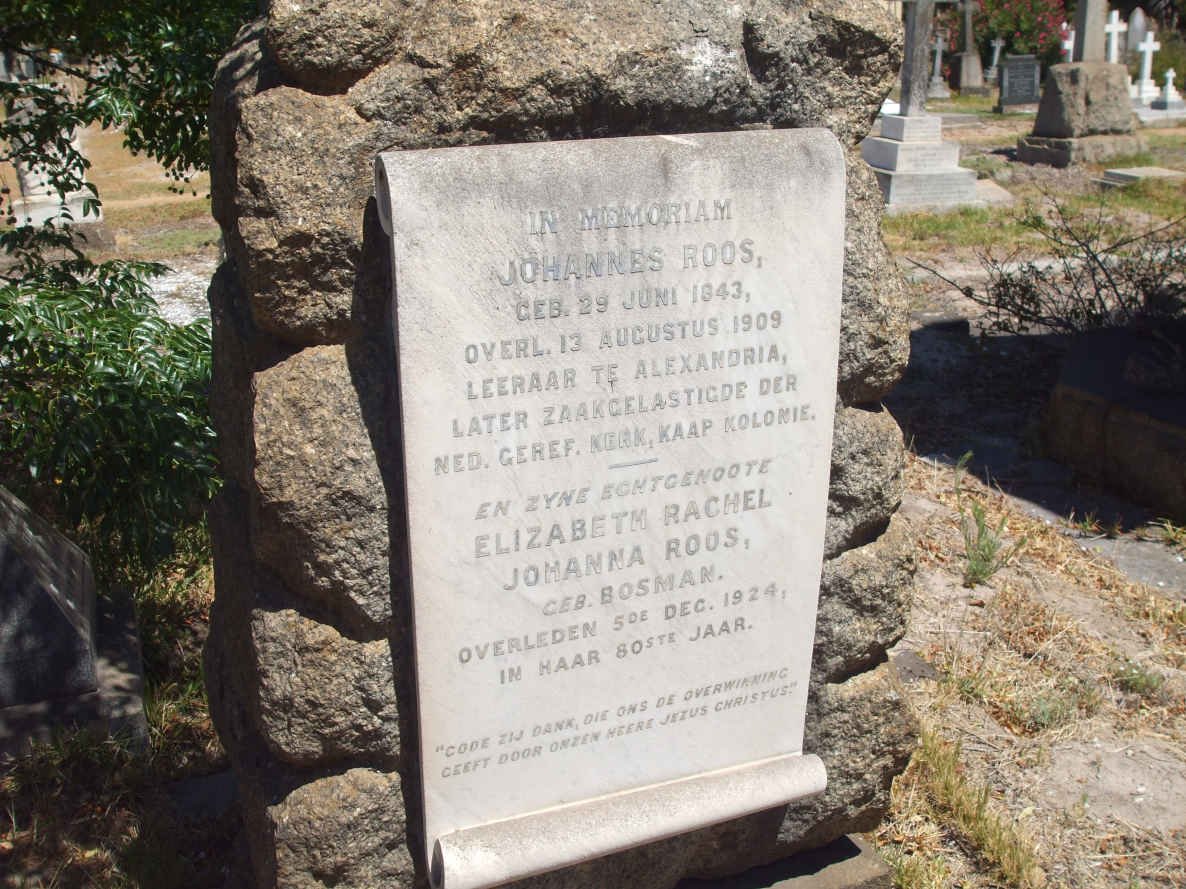 IN MEMORIAM
JOHANNES ROOS,
GEB. 29 JUNI 1843,
OVERL. 13 AUGUSTUS 1909
LEERAAR TE ALEXANDRIA,
LATER ZAAKGELASTIGDE DER
NED. GEREF. KERK, KAAP KOLONIE.
EN ZYNE ECHTGENOOTE
ELIZABETH RACHEL
JOHANNA ROOS,
GEB. BOSMAN.
OVERLEDEN 5DE DEC. 1924,
IN HAAR 80STE JAAR.
"GODE ZIJ DANK, DIE ONS DE OVERWINNING
GEEFT DOOR ONZEN HEERE JEZUS CHRISTUS."